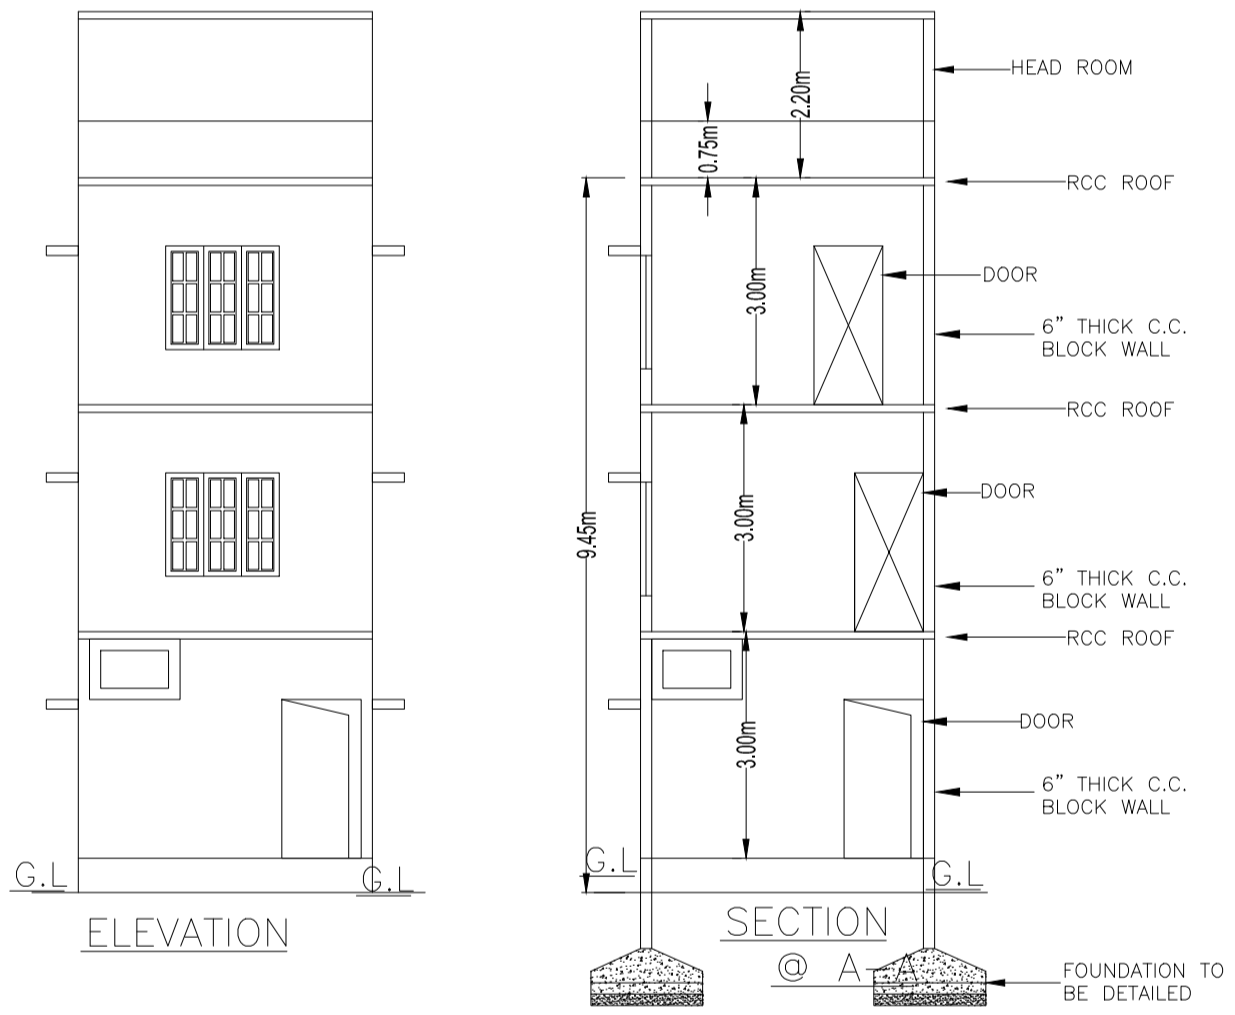 HEAD ROOM
2.20m
0.75m
RCC ROOF
DOOR
3.00m
6” THICK C.C.
BLOCK WALL
RCC ROOF
DOOR
3.00m
9.45m
6” THICK C.C.
BLOCK WALL
RCC ROOF
DOOR
3.00m
6” THICK C.C.
BLOCK WALL
G.L
G.L
G.L
G.L
ELEVATION
SECTION
@ A-A
FOUNDATION TO
BE DETAILED